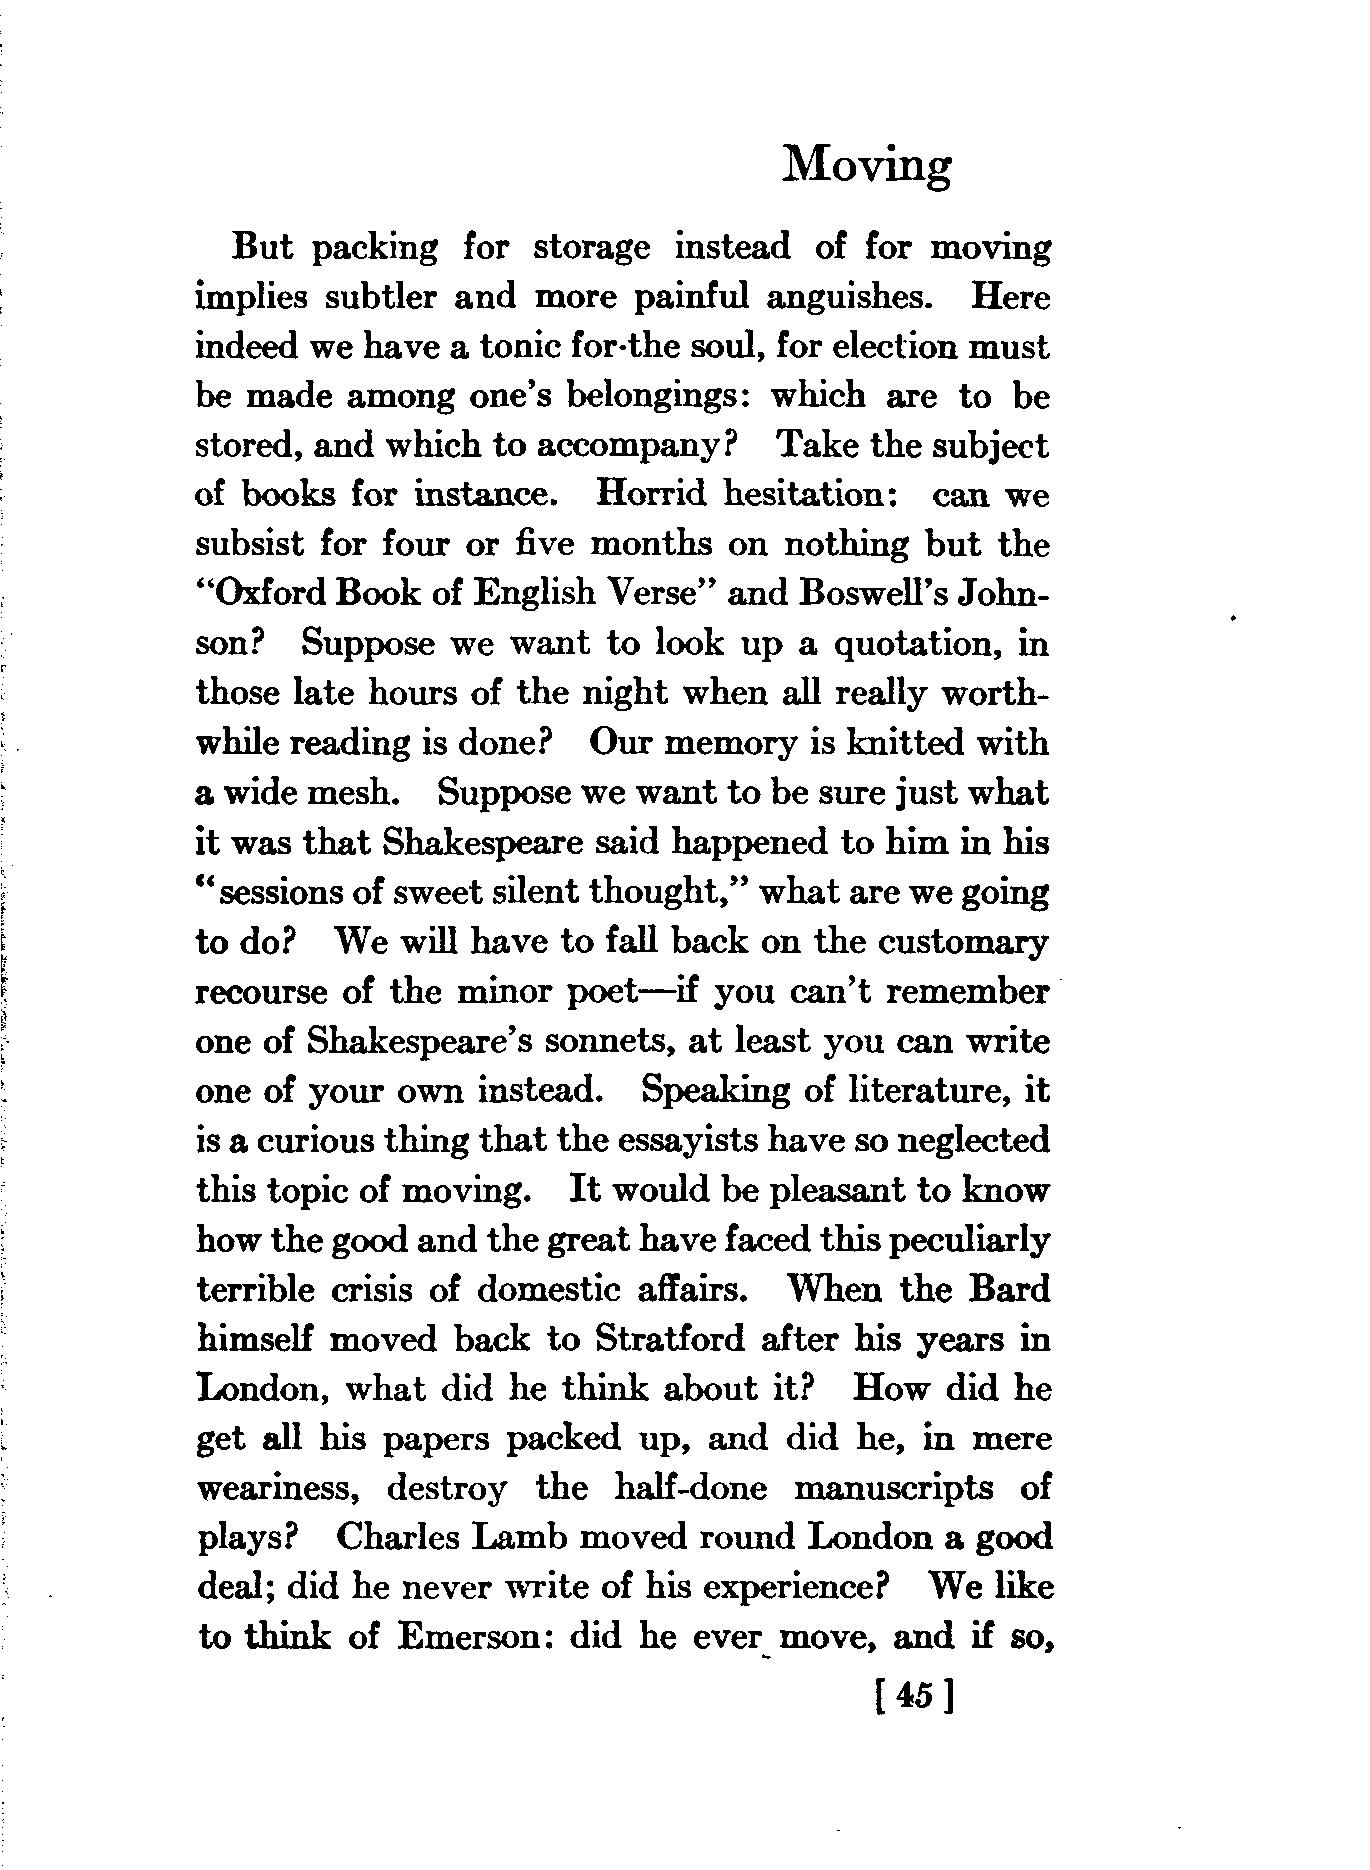 Moving
But packing for storage instead of for moving
implies subtler and more painful anguishes. Here
indeed we have a tonic for the soul, for election must
be made among one's belongings: which are to be
stored, and which to accompany? Take the subject
of books for instance. Horrid hesitation: can we
subsist for four or five months on nothing but the
"Oxford Book of English Verse" and Boswell's John-
son? Suppose we want to look up a quotation, in
those late hours of the night when all really worth-
while reading is done? Our memory is knitted with
a wide mesh. Suppose we want to be sure just what
it was that Shakespeare said happened to him in his
"sessions of sweet silent thought," what are we going
to do? We will have to fall back on the customary
recourse of the minor poet—if you can't remember
one of Shakespeare's sonnets, at least you can write
one of your own instead. Speaking of literature, it
is a curious thing that the essayists have so neglected
this topic of moving. It would be pleasant to know
how the good and the great have faced this peculiarly
terrible crisis of domestic affairs. When the Bard
himself moved back to Stratford after his years in
London, what did he think about it? How did he
get all his papers packed up, and did he, in mere
weariness, destroy the half-done manuscripts of
plays? Charles Lamb moved round London a good
deal; did he never write of his experience? We like
to think of Emerson: did he ever move, and if so,
[ 45 ]